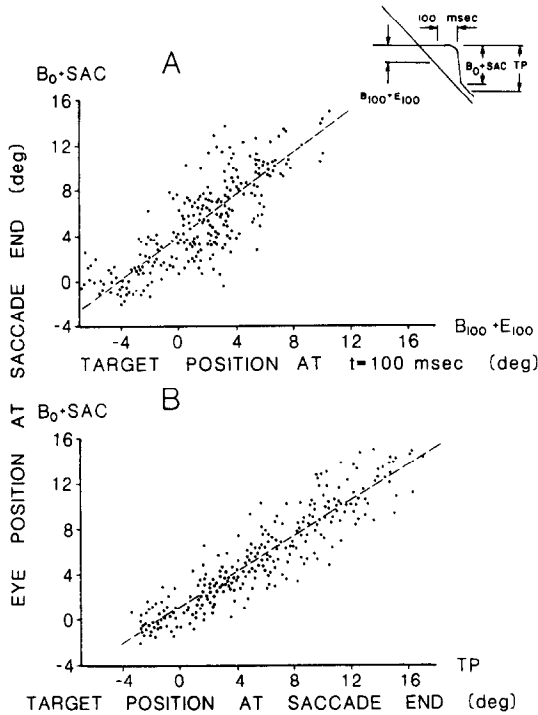 100 msec
B₀+SAC TP
B₁₀₀+E₁₀₀
A
B₀+SAC
16
12
8
4
0
-4
-4 0 4 8 12 16
B₁₀₀+E₁₀₀
TARGET POSITION AT t=100 msec (deg)
EYE POSITION AT SACCADE END (deg)
B
B₀+SAC
16
12
8
4
0
-4
-4 0 4 8 12 16
TP
TARGET POSITION AT SACCADE END (deg)